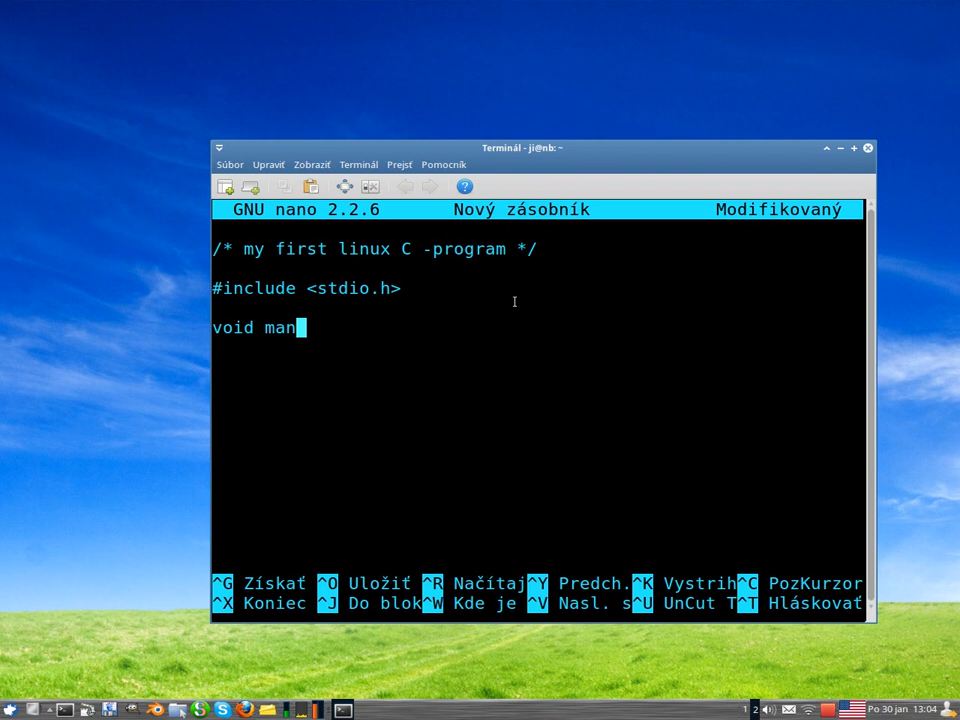 Terminál - ji@nb: ~
Súbor Upraviť Zobraziť Terminál Prejsť Pomocník
GNU nano 2.2.6 Nový zásobník Modifikovaný
/* my first linux C -program */
#include <stdio.h>
void man
^G Získať ^O Uložiť ^R Načítaj^Y Predch.^K Vystrih^C PozKurzor
^X Koniec ^J Do blok^W Kde je ^V Nasl. s^U UnCut T^T Hláskovať
1 2 Po 30 jan 13:04